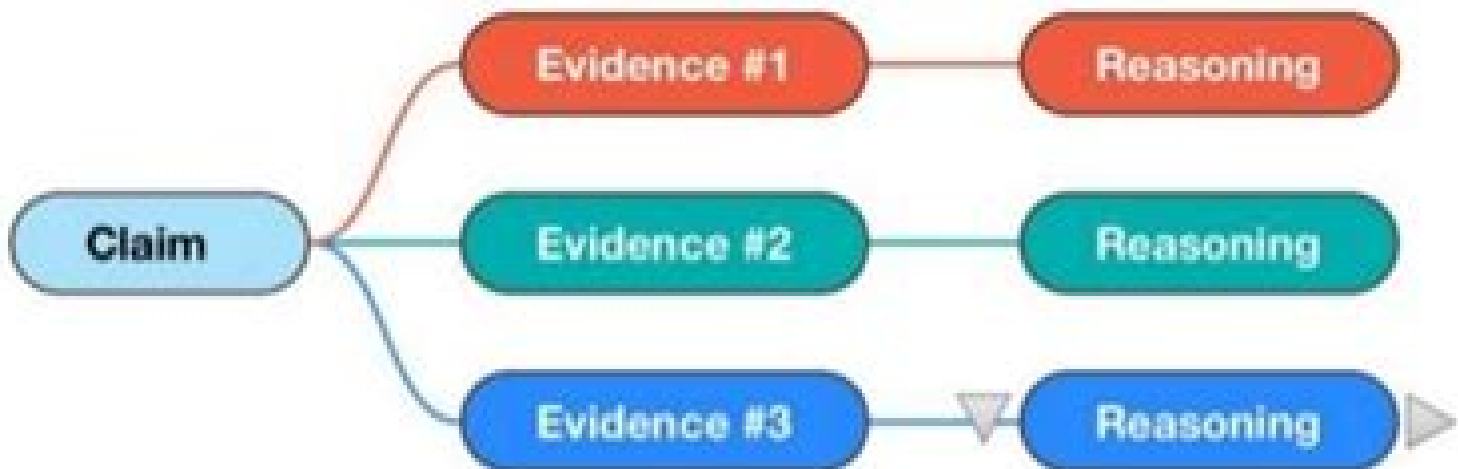 Evidence #1
Reasoning
Claim
Evidence #2
Reasoning
Evidence #3
Reasoning